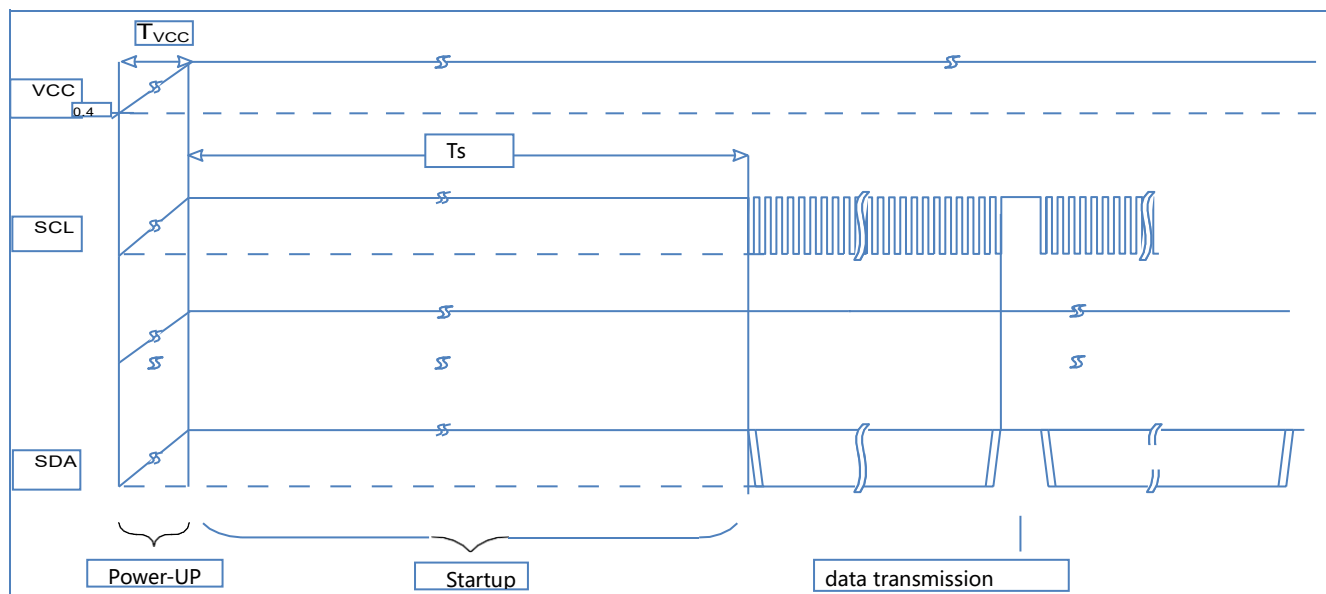 TVCC
VCC
0.4
Ts
SCL
SDA
Power-UP
Startup
data transmission